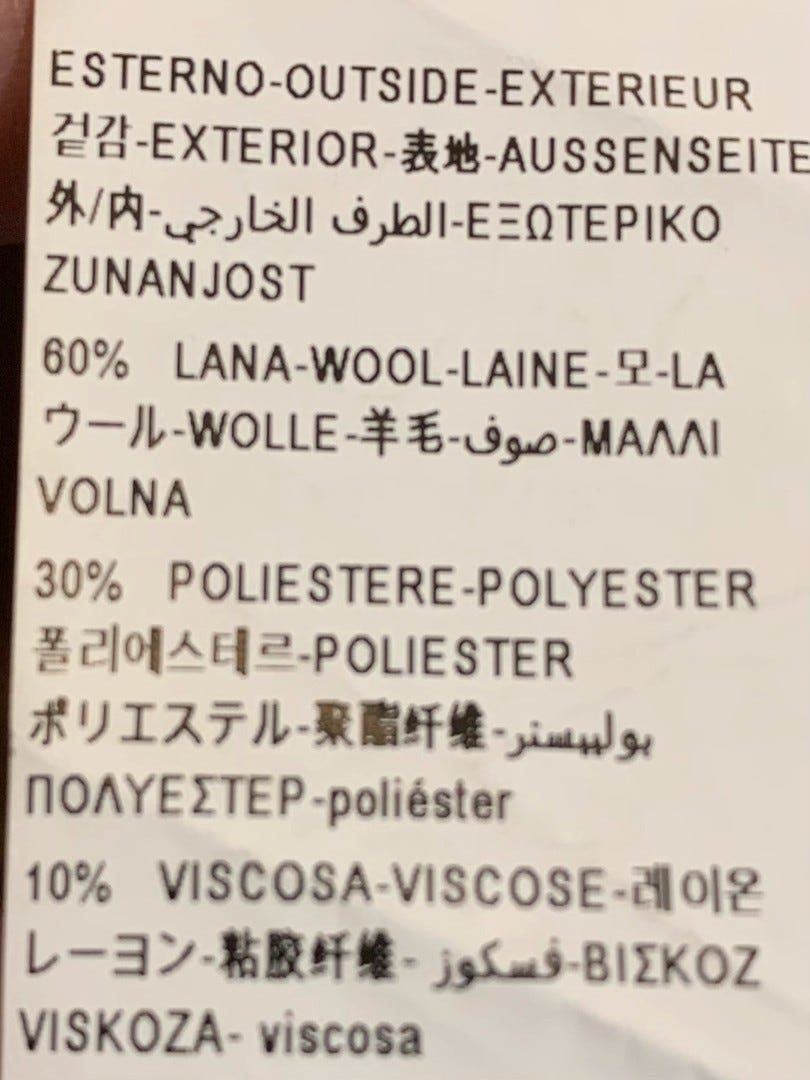 ESTERNO-OUTSIDE-EXTERIEUR
겉감-EXTERIOR-表地-AUSSENSEITE
外/内-الطرف الخارجي-ΕΞΩΤΕΡΙΚΟ
ZUNANJOST
60% LANA-WOOL-LAINE-모-LA
ウール-WOLLE-羊毛-صوف-ΜΑΛΛΙ
VOLNA
30% POLIESTERE-POLYESTER
폴리에스테르-POLIESTER
ポリエステル-聚酯纤维-بوليیستر
ΠΟΛΥΕΣΤΕΡ-poliéster
10% VISCOSA-VISCOSE-레이온
レーヨン-粘胶纤维- فسكوز-ΒΙΣΚΟΖ
VISKOZA- viscosa